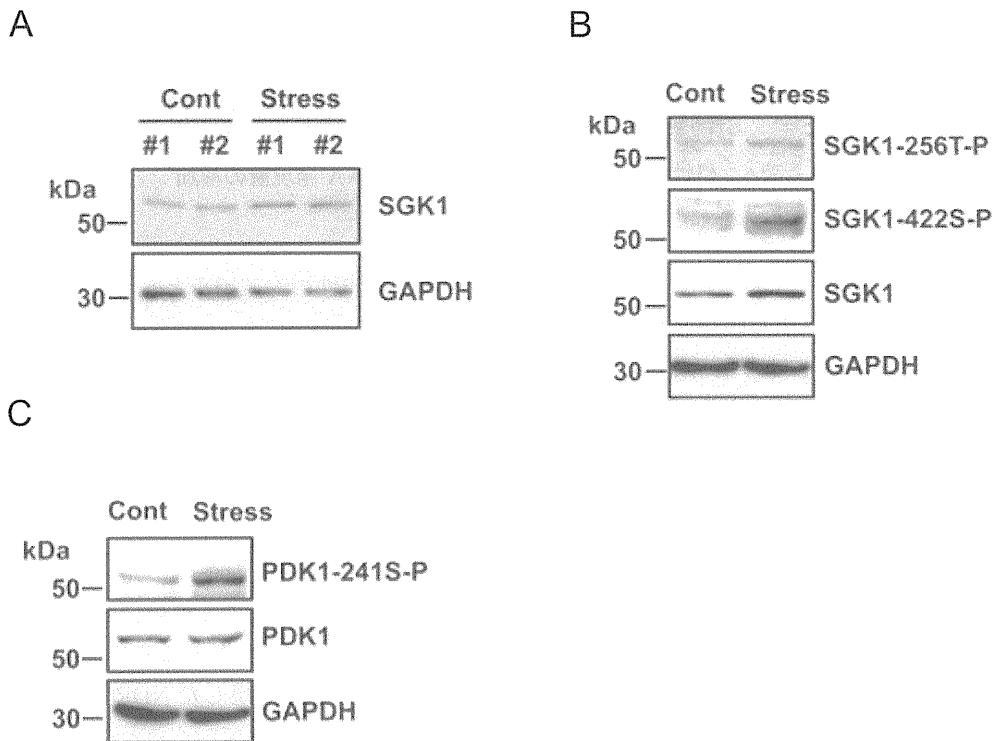 A
Cont Stress
#1 #2 #1 #2
kDa
50
SGK1
30
GAPDH
B
Cont Stress
kDa
50
SGK1-256T-P
50
SGK1-422S-P
50
SGK1
30
GAPDH
C
Cont Stress
kDa
50
PDK1-241S-P
50
PDK1
30
GAPDH